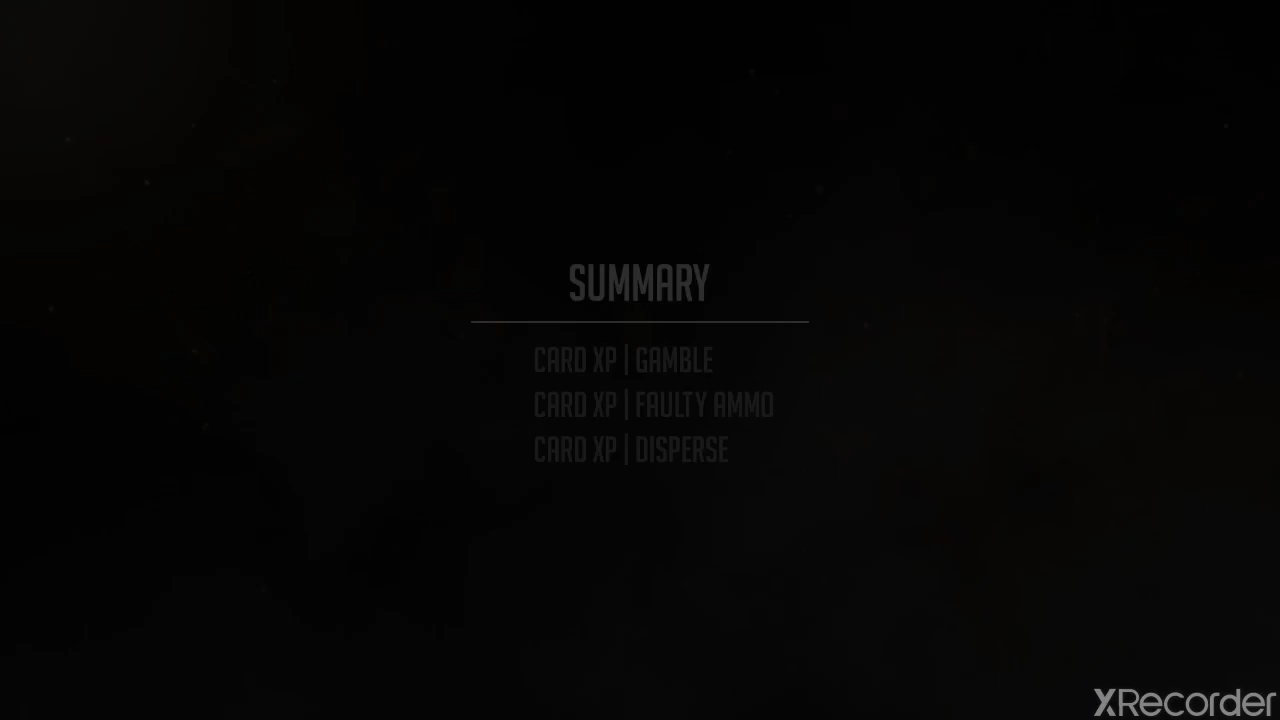 SUMMARY
CARD XP | GAMBLE
CARD XP | FAULTY AMMO
CARD XP | DISPERSE
XRecorder